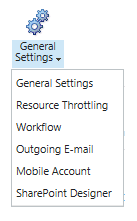 General
Settings
General Settings
Resource Throttling
Workflow
Outgoing E-mail
Mobile Account
SharePoint Designer